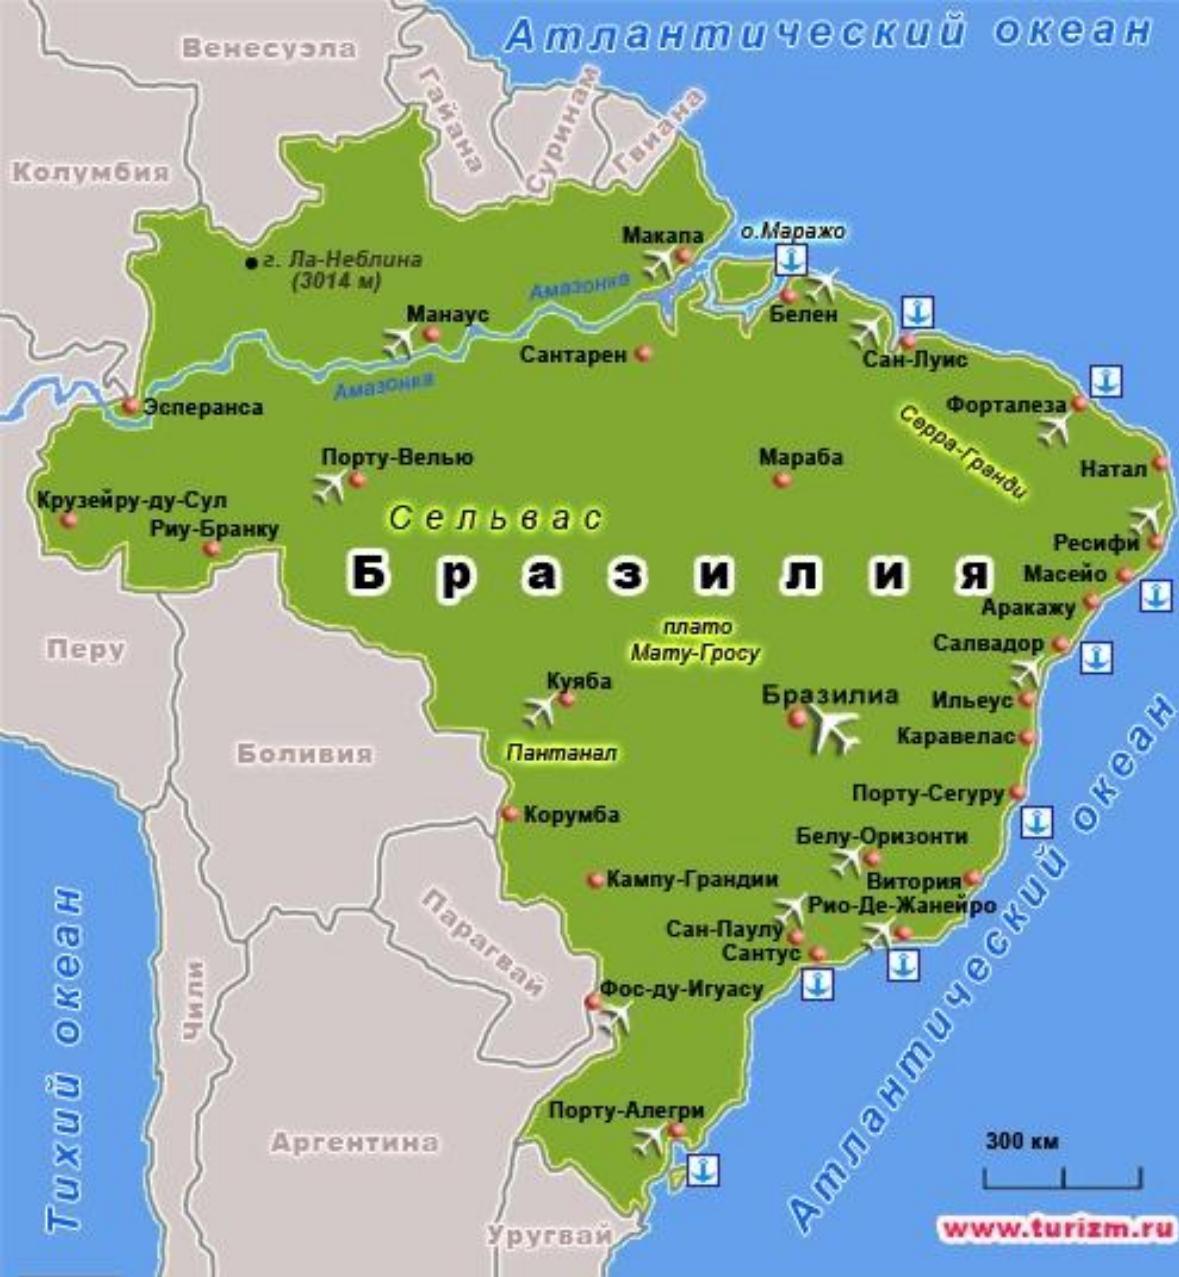 Атлантический океан
Венесуэла
Гайана
Суринам
Гвиана
Колумбия
Макапа
о.Маражо
г. Ла-Неблина
(3014 м)
Амазонка
Манаус
Белен
Сантарен
Сан-Луис
Амазонка
Эсперанса
Форталеза
Серра-Гранди
Порту-Велью
Мараба
Натал
Крузейру-ду-Сул
Сельвас
Риу-Бранку
Ресифи
Бразилия
Масейо
Аракажу
плато
Мату-Гросу
Салвадор
Перу
Куяба
Бразилиа
Ильеус
Каравелас
Боливия
Пантанал
Порту-Сегуру
Корумба
Белу-Оризонти
Кампу-Грандии
Витория
Рио-Де-Жанейро
Сан-Паулу
Сантус
Парагвай
Фос-ду-Игуасу
Чили
Тихий океан
Атлантический океан
Порту-Алегри
Аргентина
300 км
Уругвай
www.turizm.ru